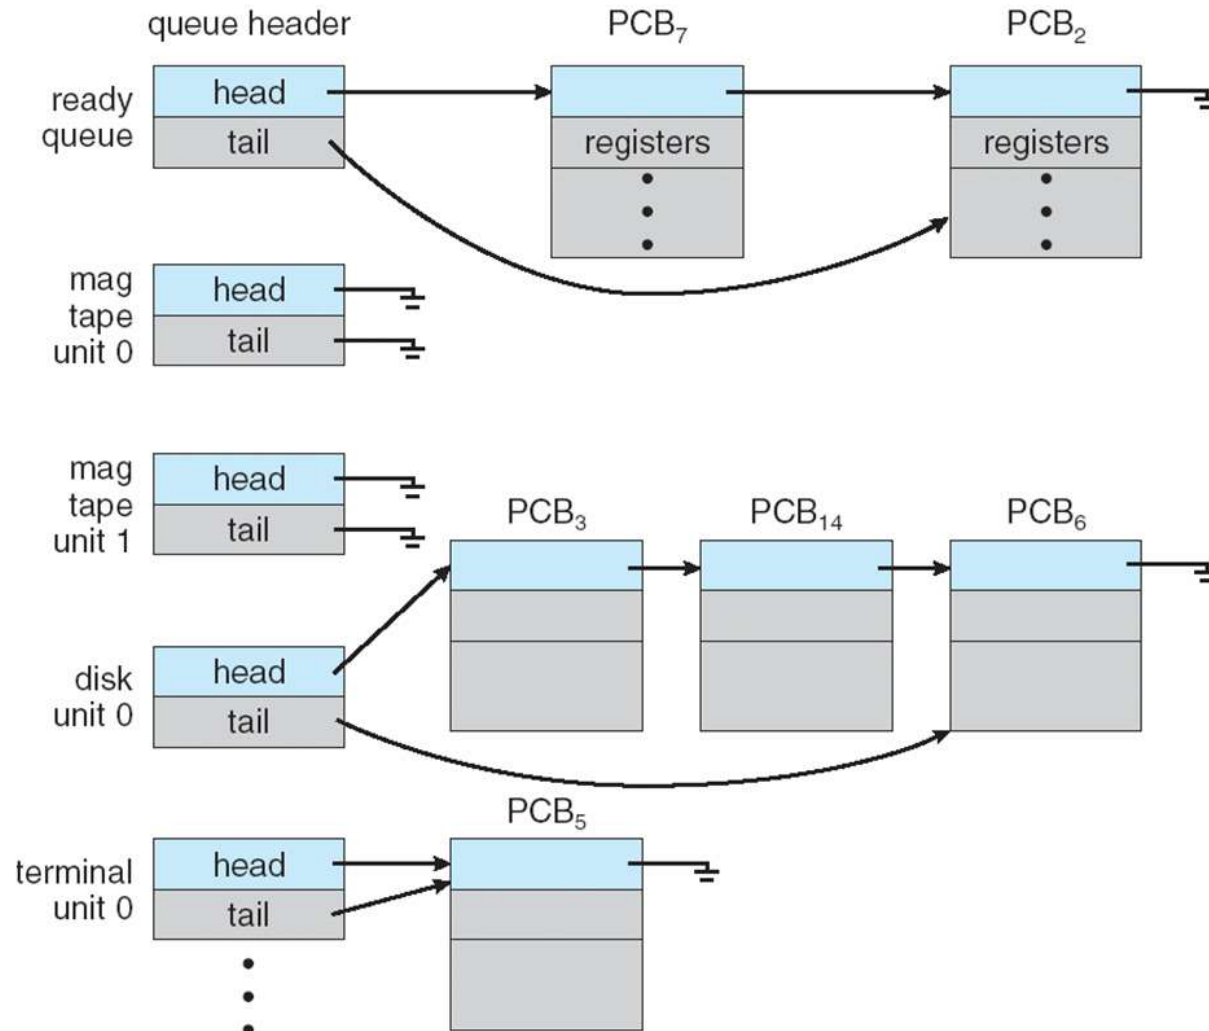 queue header
PCB₇
PCB₂
ready
queue
head
tail
registers
registers
mag
tape
unit 0
head
tail
mag
tape
unit 1
head
tail
PCB₃
PCB₁₄
PCB₆
disk
unit 0
head
tail
PCB₅
terminal
unit 0
head
tail